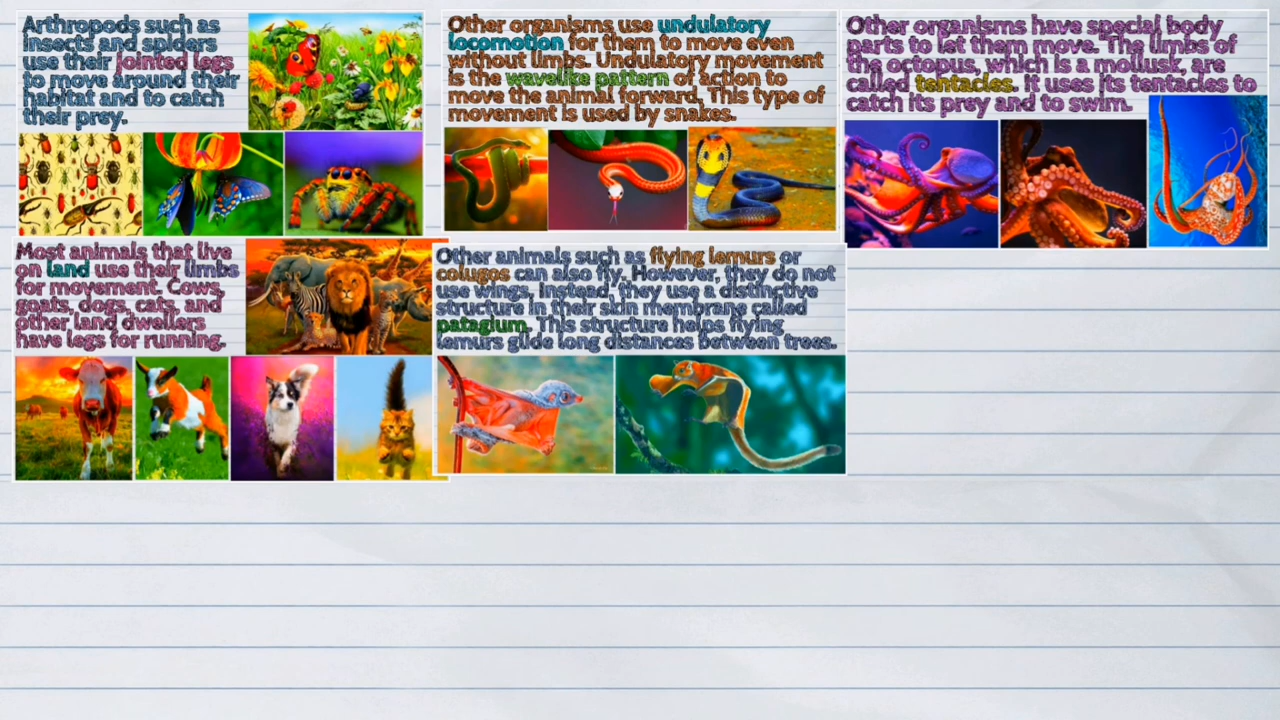 Arthropods such as
insects and spiders
use their jointed legs
to move around their
habitat and to catch
their prey.
Other organisms use undulatory
locomotion for them to move even
without limbs. Undulatory movement
is the wavelike pattern of action to
move the animal forward. This type of
movement is used by snakes.
Other organisms have special body
parts to let them move. The limbs of
the octopus, which is a mollusk, are
called tentacles. It uses its tentacles to
catch its prey and to swim.
Most animals that live
on land use their limbs
for movement. Cows,
goats, dogs, cats, and
other land dwellers
have legs for running.
Other animals such as flying lemurs or
colugos can also fly. However, they do not
use wings. Instead, they use a distinctive
structure in their skin membrane called
patagium. This structure helps flying
lemurs glide long distances between trees.